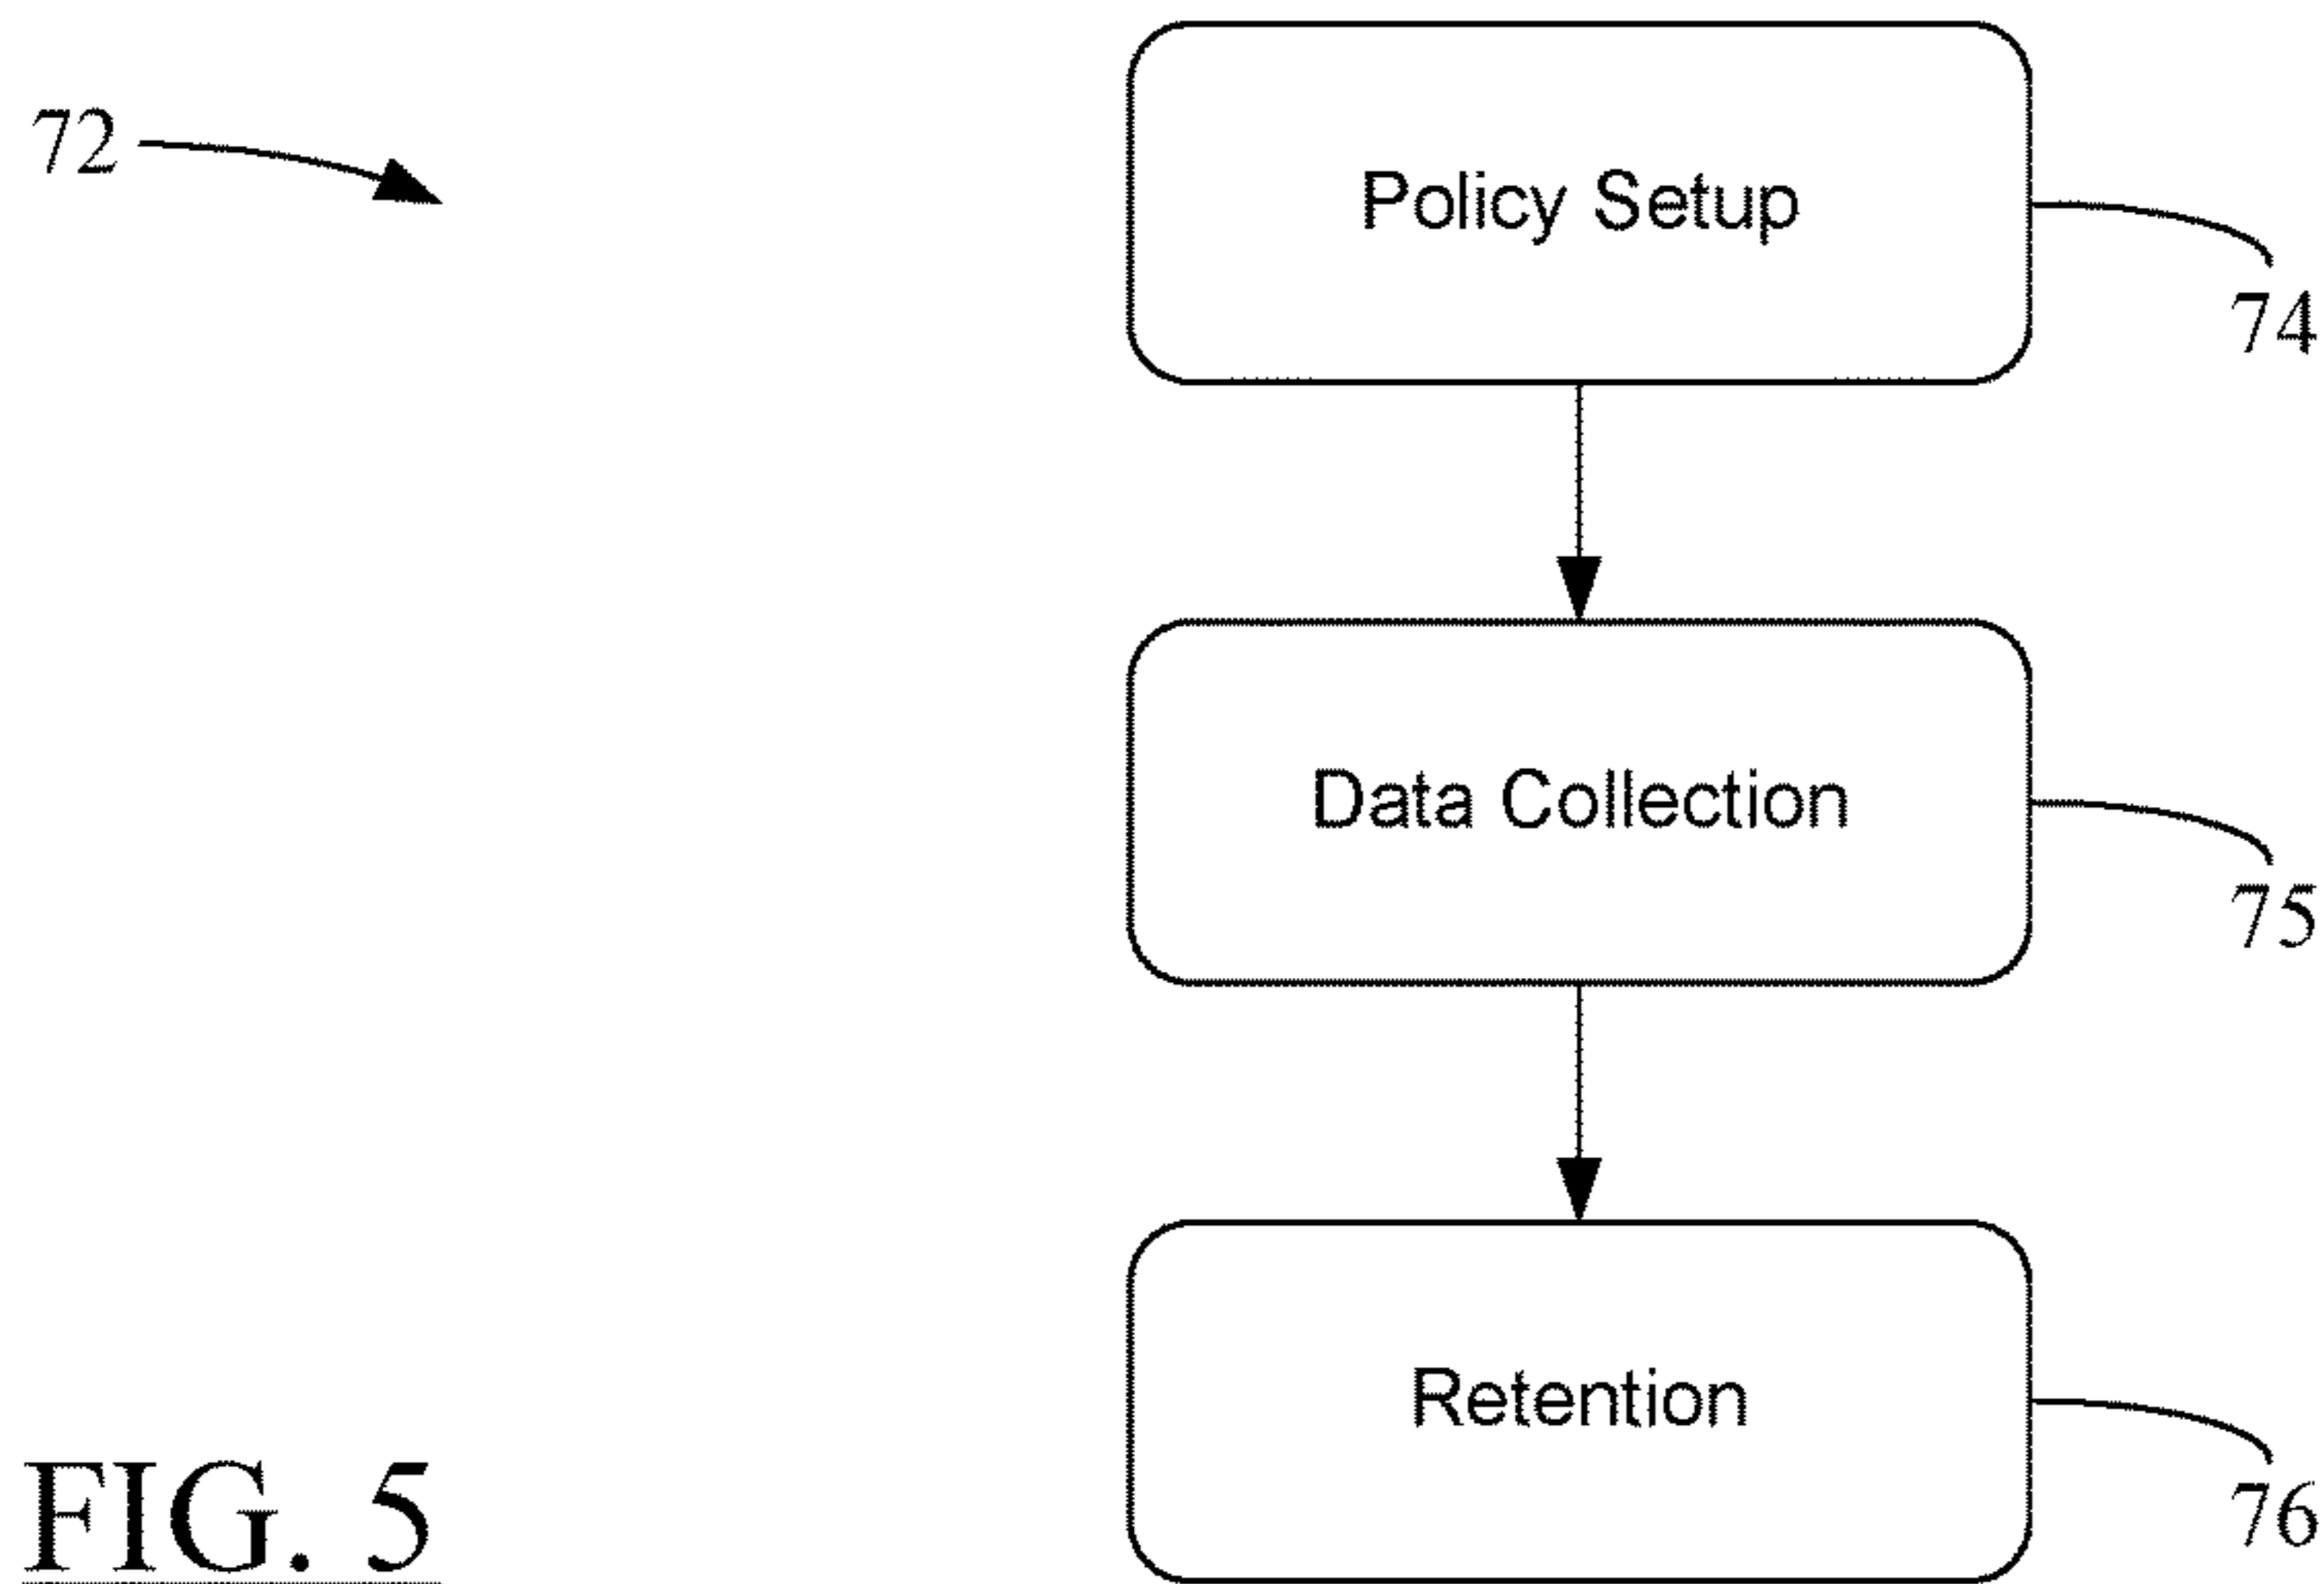 72
Policy Setup
74
Data Collection
75
Retention
76
FIG. 5